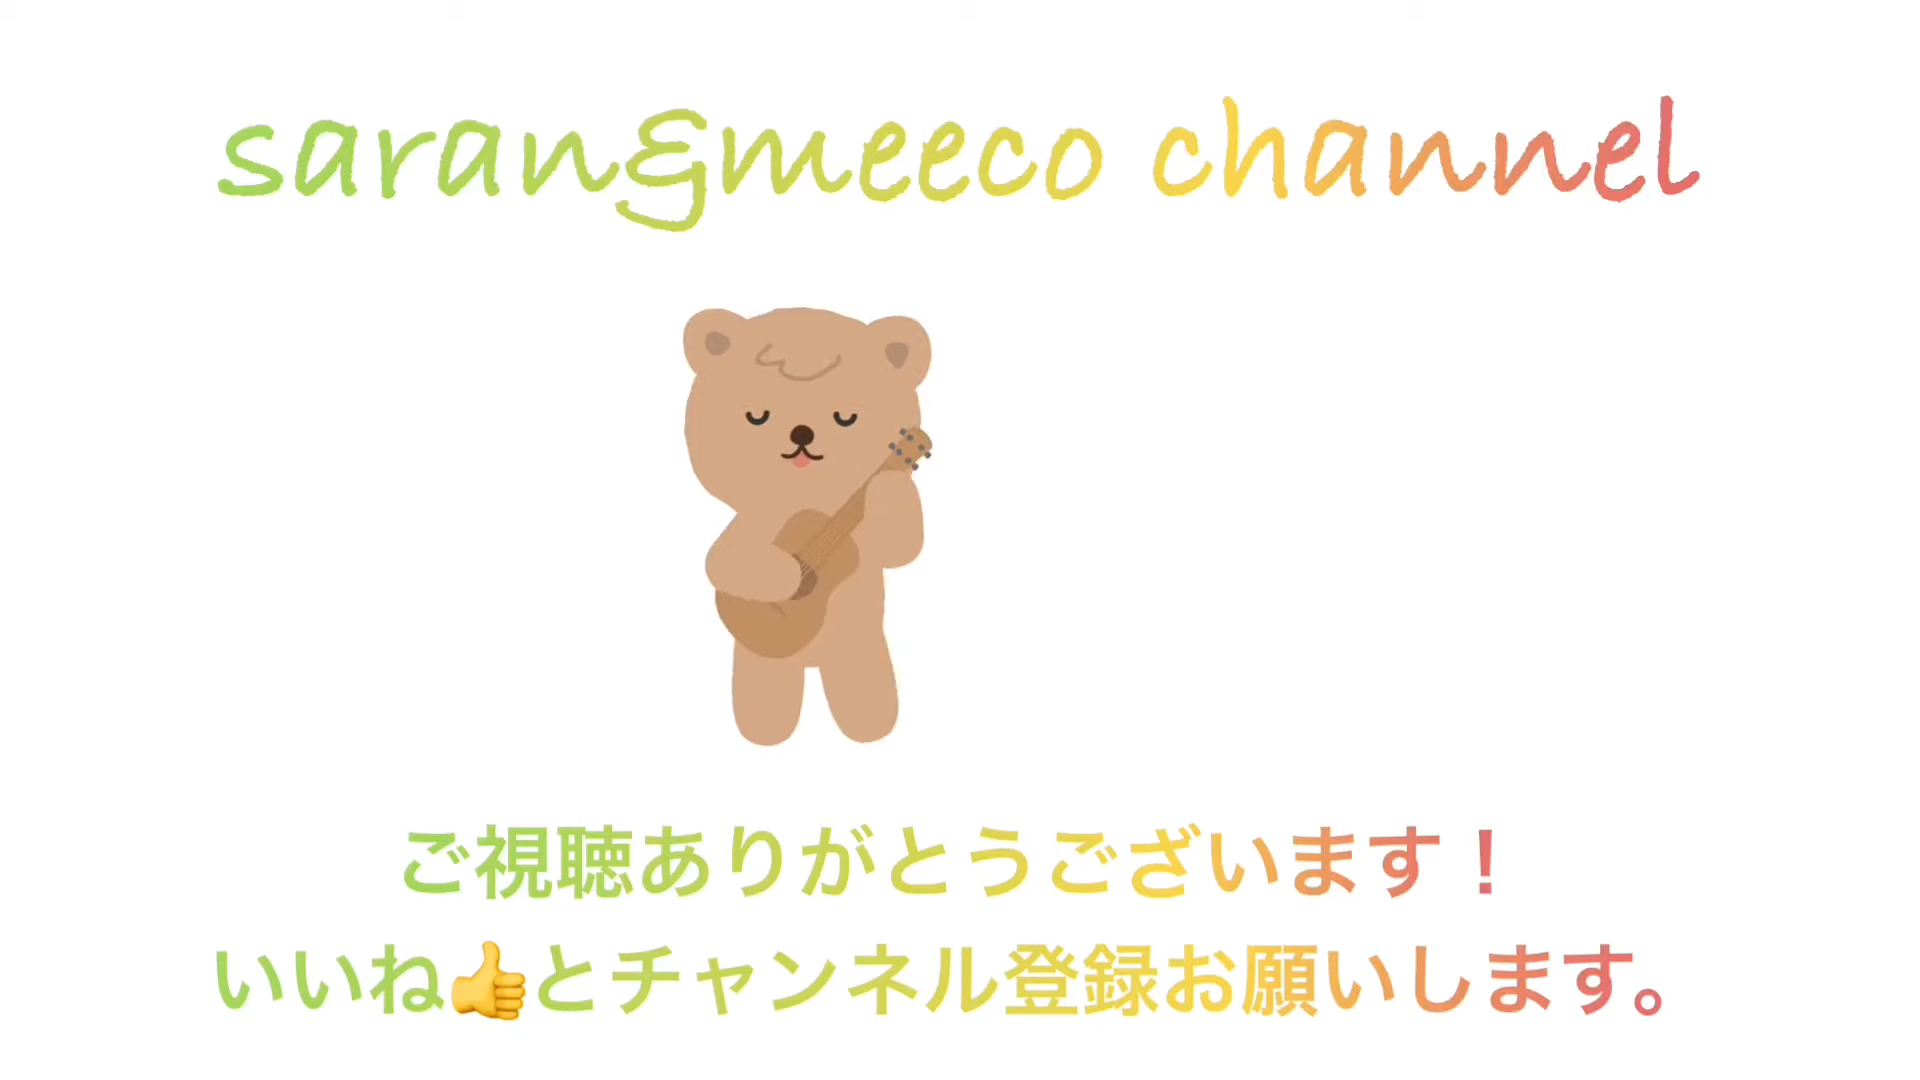 saran&meeco channel
ご視聴ありがとうございます！
いいね👍とチャンネル登録お願いします。